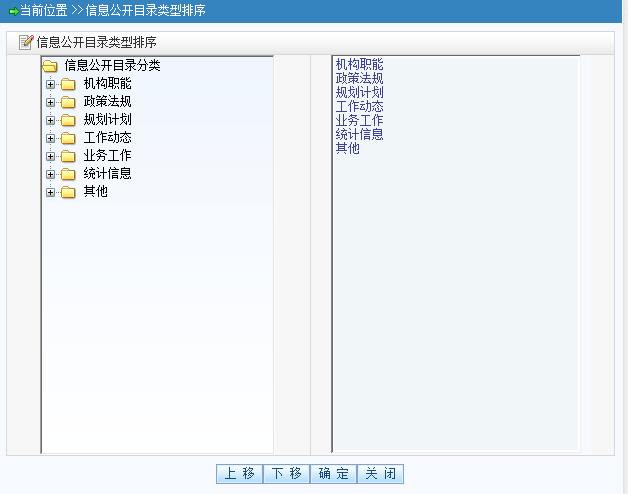 当前位置 >> 信息公开目录类型排序
信息公开目录类型排序
信息公开目录分类
机构职能
政策法规
规划计划
工作动态
业务工作
统计信息
其他
机构职能
政策法规
规划计划
工作动态
业务工作
统计信息
其他
上 移 下 移 确 定 关 闭